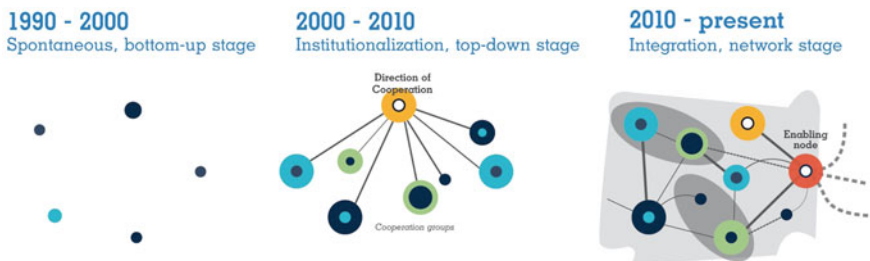 1990 - 2000
Spontaneous, bottom-up stage
2000 - 2010
Institutionalization, top-down stage
Direction of
Cooperation
Cooperation groups
2010 - present
Integration, network stage
Enabling
node